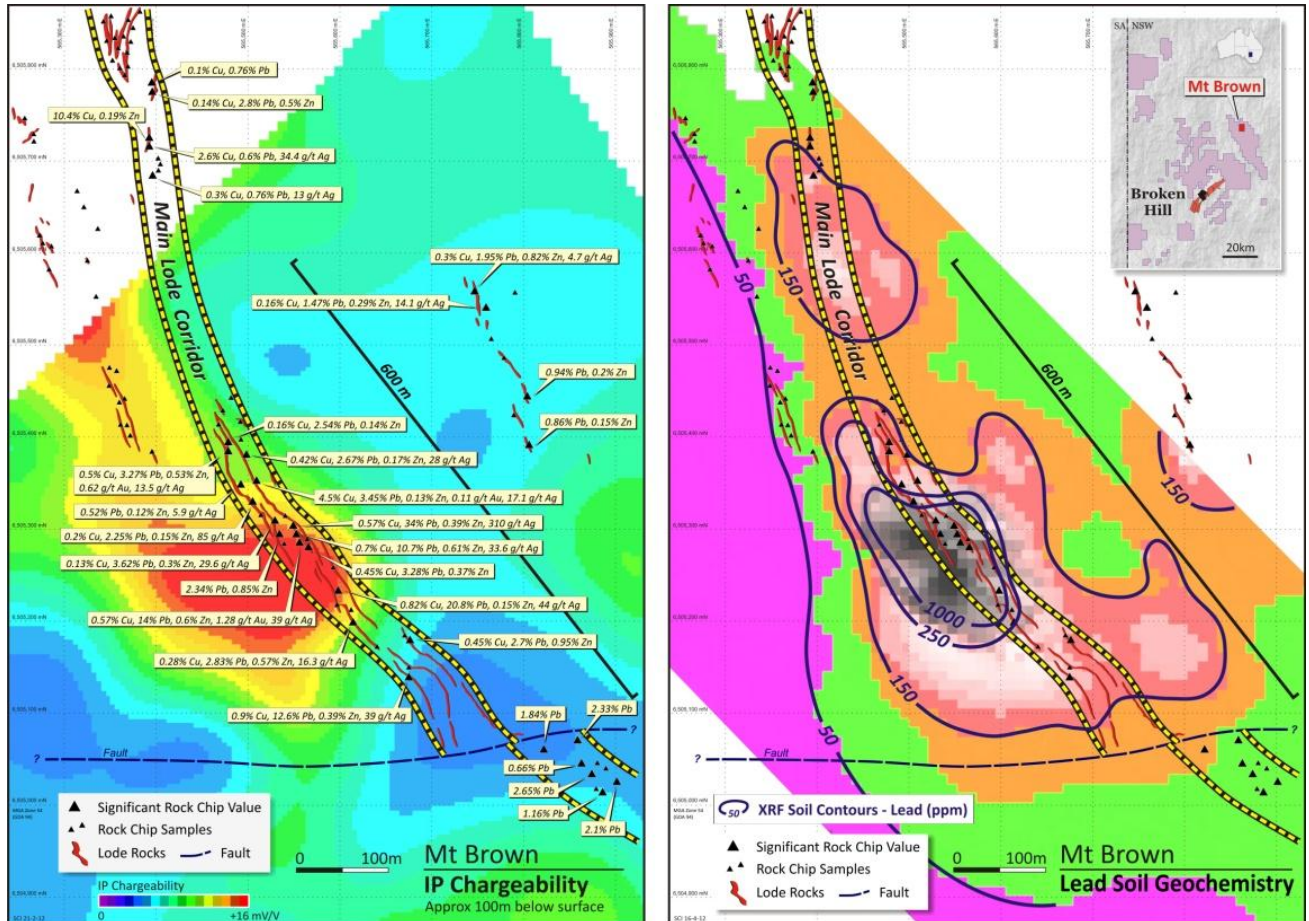 0.1% Cu, 0.76% Pb
0.14% Cu, 2.8% Pb, 0.5% Zn
10.4% Cu, 0.19% Zn
2.6% Cu, 0.6% Pb, 34.4 g/t Ag
0.3% Cu, 0.76% Pb, 13 g/t Ag
Main Lode Corridor
0.3% Cu, 1.95% Pb, 0.82% Zn, 4.7 g/t Ag
0.16% Cu, 1.47% Pb, 0.29% Zn, 14.1 g/t Ag
600 m
0.94% Pb, 0.2% Zn
0.86% Pb, 0.15% Zn
0.16% Cu, 2.54% Pb, 0.14% Zn
0.42% Cu, 2.67% Pb, 0.17% Zn, 28 g/t Ag
0.5% Cu, 3.27% Pb, 0.53% Zn,
0.62 g/t Au, 13.5 g/t Ag
4.5% Cu, 3.45% Pb, 0.13% Zn, 0.11 g/t Au, 17.1 g/t Ag
0.52% Pb, 0.12% Zn, 5.9 g/t Ag
0.57% Cu, 34% Pb, 0.39% Zn, 310 g/t Ag
0.2% Cu, 2.25% Pb, 0.15% Zn, 85 g/t Ag
0.7% Cu, 10.7% Pb, 0.61% Zn, 33.6 g/t Ag
0.13% Cu, 3.62% Pb, 0.3% Zn, 29.6 g/t Ag
0.45% Cu, 3.28% Pb, 0.37% Zn
2.34% Pb, 0.85% Zn
0.82% Cu, 20.8% Pb, 0.15% Zn, 44 g/t Ag
0.57% Cu, 14% Pb, 0.6% Zn, 1.28 g/t Au, 39 g/t Ag
0.45% Cu, 2.7% Pb, 0.95% Zn
0.28% Cu, 2.83% Pb, 0.57% Zn, 16.3 g/t Ag
0.9% Cu, 12.6% Pb, 0.39% Zn, 39 g/t Ag
1.84% Pb
2.33% Pb
?
Fault
?
0.66% Pb
2.65% Pb
1.16% Pb
2.1% Pb
Significant Rock Chip Value
Rock Chip Samples
Lode Rocks
Fault
IP Chargeability
0
+16 mV/V
0
100m
Mt Brown
IP Chargeability
Approx 100m below surface
SCI 21-2-13
SA
NSW
Mt Brown
Broken
Hill
20km
Main Lode Corridor
50
150
600 m
150
1000
250
150
50
?
Fault
?
50
XRF Soil Contours - Lead (ppm)
Significant Rock Chip Value
Rock Chip Samples
Lode Rocks
Fault
0
100m
Mt Brown
Lead Soil Geochemistry
SCI 16-4-12